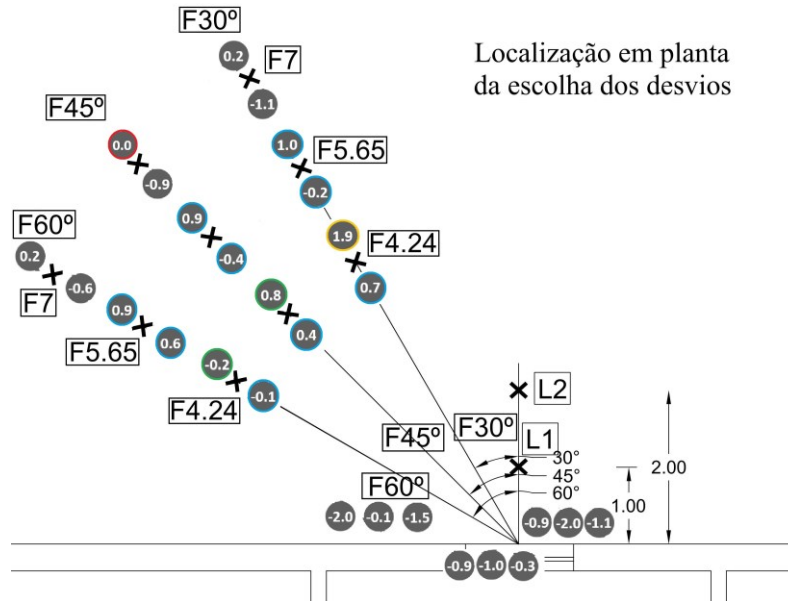 F30º
0.2
F7
-1.1
Localização em planta
da escolha dos desvios
F45º
0.0
-0.9
1.0
F5.65
-0.2
F60º
0.2
F7
-0.6
0.9
-0.4
1.9
F4.24
0.7
0.9
F5.65
0.6
0.8
0.4
-0.2
F4.24
-0.1
L2
F45º
F30º
L1
30°
45°
60°
2.00
1.00
F60º
-2.0 -0.1 -1.5
-0.9 -2.0 -1.1
-0.9 -1.0 -0.3